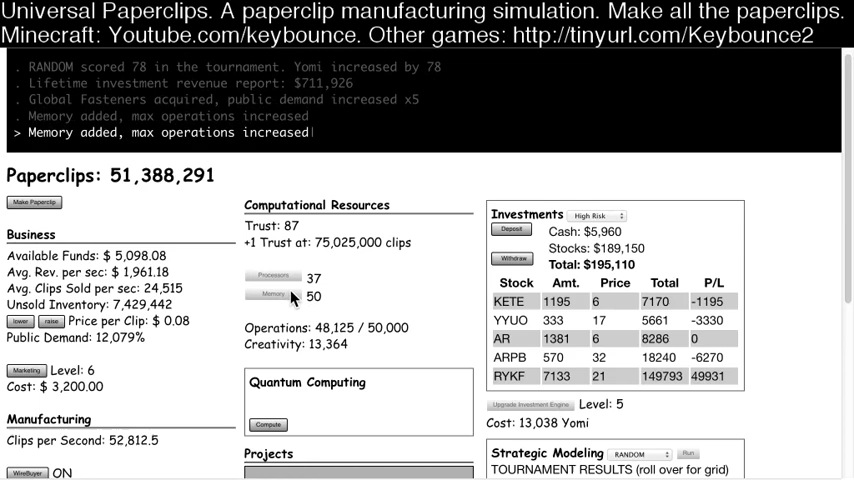 Universal Paperclips. A paperclip manufacturing simulation. Make all the paperclips.
Minecraft: Youtube.com/keybounce. Other games: http://tinyurl.com/Keybounce2
. RANDOM scored 78 in the tournament. Yomi increased by 78
. Lifetime investment revenue report: $711,926
. Global Fasteners acquired, public demand increased x5
. Memory added, max operations increased
> Memory added, max operations increased
Paperclips: 51,388,291
Make Paperclip
Business
Available Funds: $ 5,098.08
Avg. Rev. per sec: $ 1,961.18
Avg. Clips Sold per sec: 24,515
Unsold Inventory: 7,429,442
lower raise Price per Clip: $ 0.08
Public Demand: 12,079%
Marketing Level: 6
Cost: $ 3,200.00
Manufacturing
Clips per Second: 52,812.5
WireBuyer ON
Computational Resources
Trust: 87
+1 Trust at: 75,025,000 clips
Processors 37
Memory 50
Operations: 48,125 / 50,000
Creativity: 13,364
Quantum Computing
Compute
Projects
Investments High Risk
Deposit Cash: $5,960
Stocks: $189,150
Withdraw Total: $195,110
Stock Amt. Price Total P/L
KETE 1195 6 7170 -1195
YYUO 333 17 5661 -3330
AR 1381 6 8286 0
ARPB 570 32 18240 -6270
RYKF 7133 21 149793 49931
Upgrade Investment Engine Level: 5
Cost: 13,038 Yomi
Strategic Modeling RANDOM Run
TOURNAMENT RESULTS (roll over for grid)